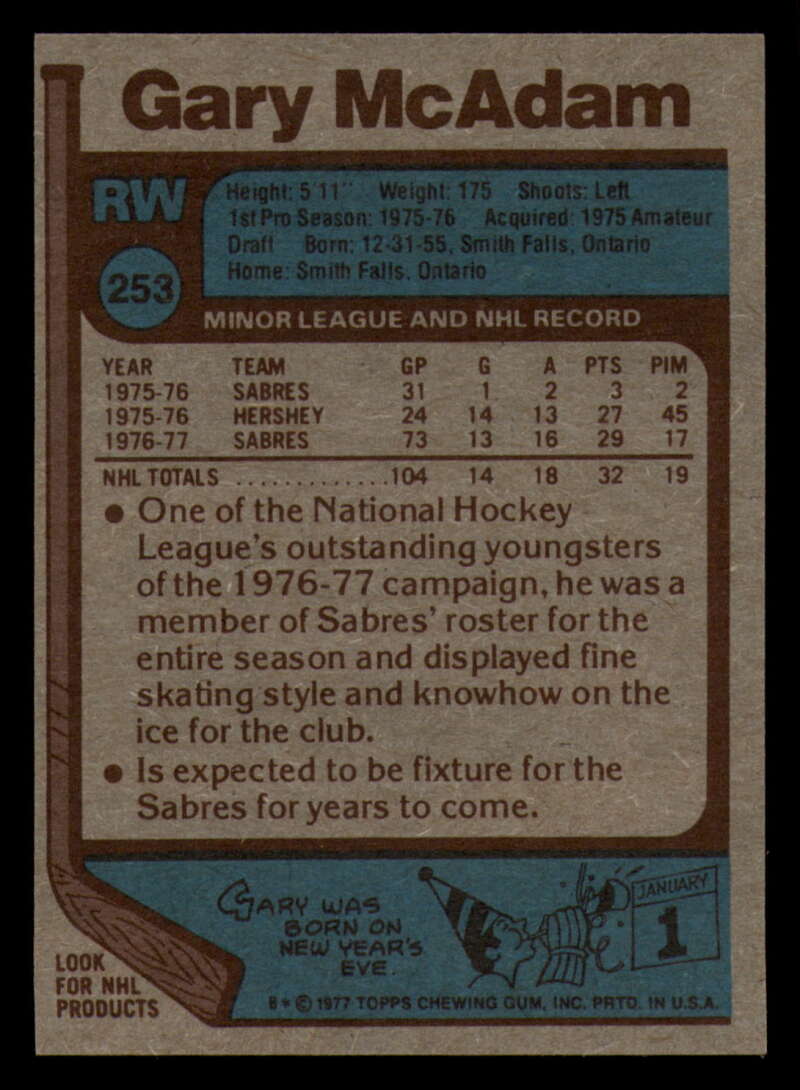 Gary McAdam
RW
Height: 5'11" Weight: 175 Shoots: Left
1st Pro Season: 1975-76 Acquired: 1975 Amateur
Draft Born: 12-31-55, Smith Falls, Ontario
Home: Smith Falls, Ontario
253
MINOR LEAGUE AND NHL RECORD
YEAR TEAM GP G A PTS PIM
1975-76 SABRES 31 1 2 3 2
1975-76 HERSHEY 24 14 13 27 45
1976-77 SABRES 73 13 16 29 17
NHL TOTALS ..............104 14 18 32 19
● One of the National Hockey
League's outstanding youngsters
of the 1976-77 campaign, he was a
member of Sabres' roster for the
entire season and displayed fine
skating style and knowhow on the
ice for the club.
● Is expected to be fixture for the
Sabres for years to come.
GARY WAS
BORN ON
NEW YEAR'S
EVE.
JANUARY
1
LOOK
FOR NHL
PRODUCTS
B * © 1977 TOPPS CHEWING GUM, INC. PRTD. IN U.S.A.